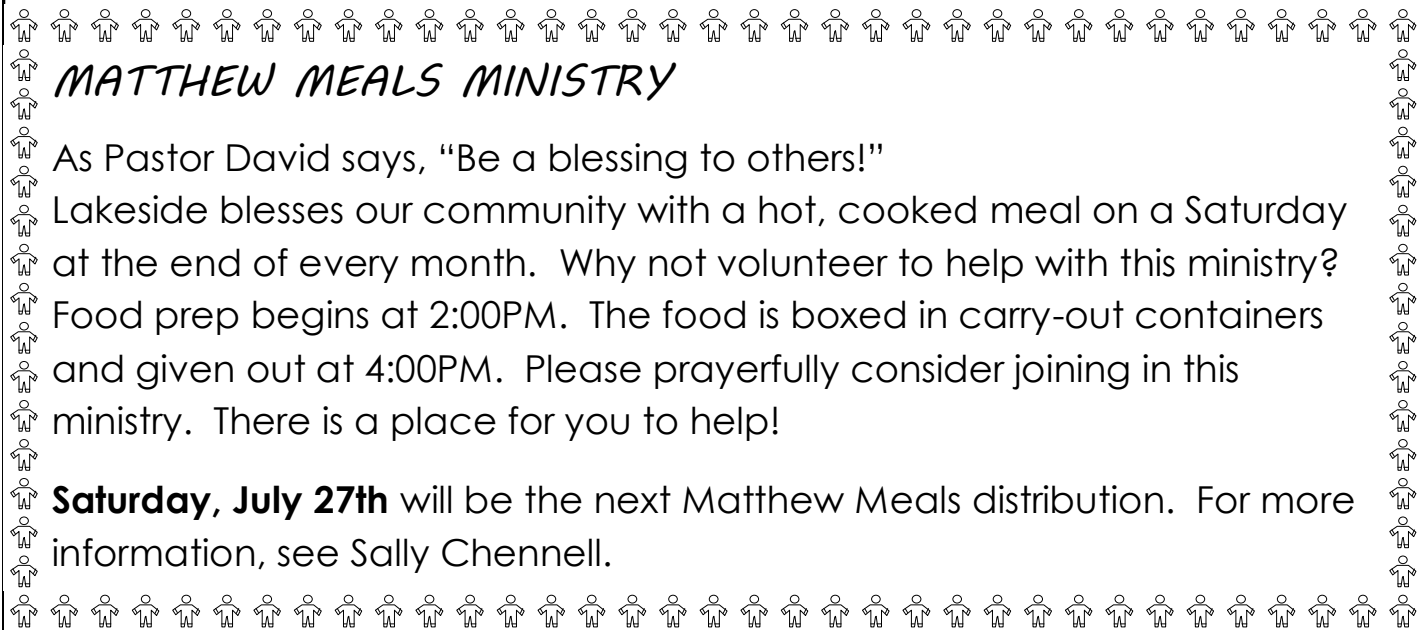 MATTHEW MEALS MINISTRY
As Pastor David says, “Be a blessing to others!”
Lakeside blesses our community with a hot, cooked meal on a Saturday
at the end of every month.  Why not volunteer to help with this ministry?
Food prep begins at 2:00PM.  The food is boxed in carry-out containers
and given out at 4:00PM.  Please prayerfully consider joining in this
ministry.  There is a place for you to help!
Saturday, July 27th will be the next Matthew Meals distribution.  For more
information, see Sally Chennell.